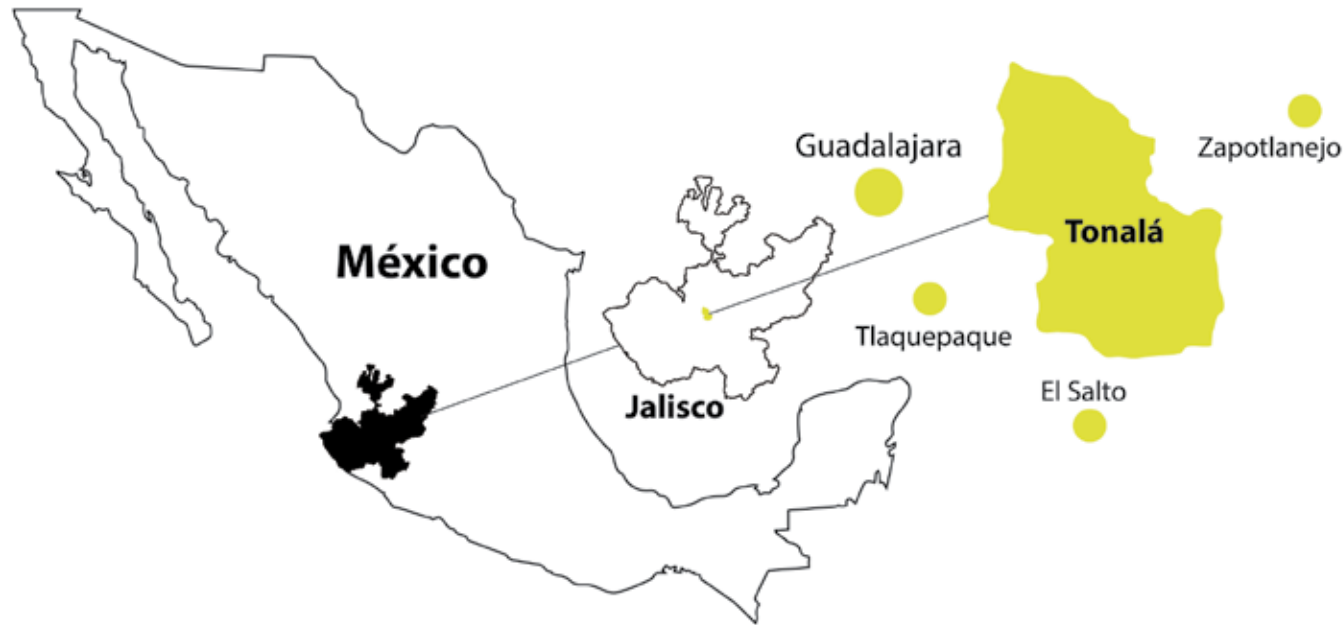 México
Jalisco
Guadalajara
Tlaquepaque
Tonalá
Zapotlanejo
El Salto